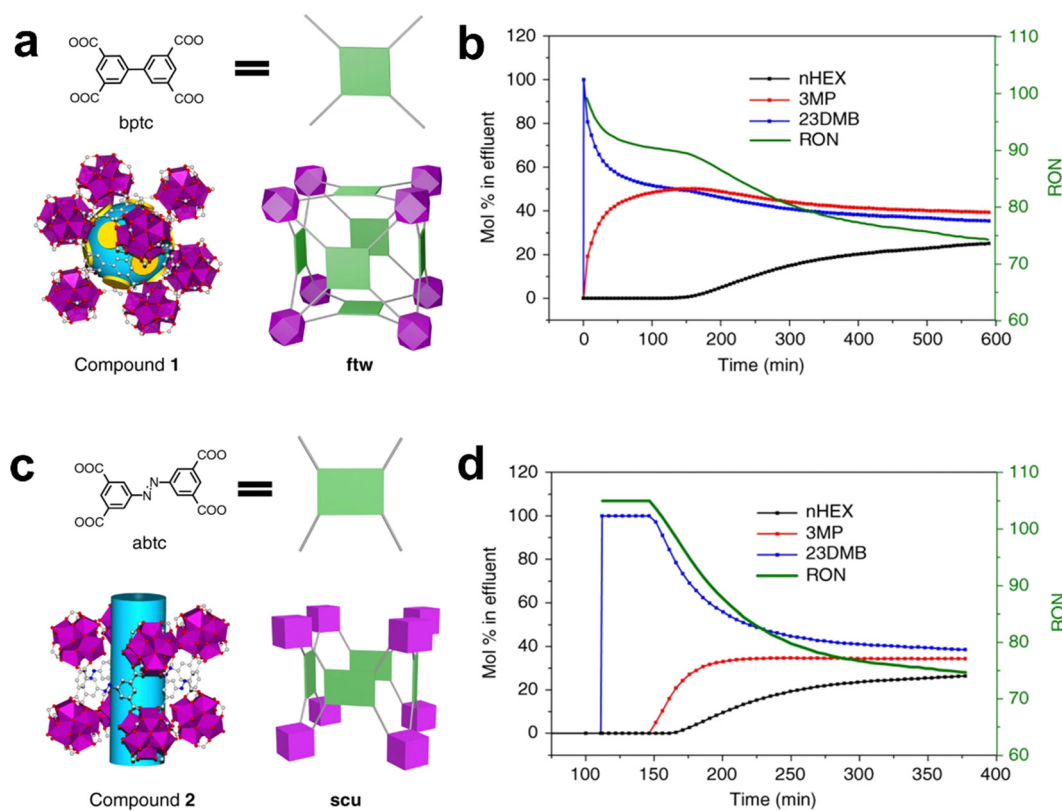 a
COO
COO
OOC
COO
bptc
=
Compound 1
ftw
b
120
100
80
60
40
20
0
Mol % in effluent
nHEX
3MP
23DMB
RON
110
100
90
80
70
60
RON
0 100 200 300 400 500 600
Time (min)
c
COO
COO
N
N
OOC
COO
abtc
=
Compound 2
scu
d
120
100
80
60
40
20
0
Mol % in effluent
nHEX
3MP
23DMB
RON
110
100
90
80
70
60
RON
100 150 200 250 300 350 400
Time (min)